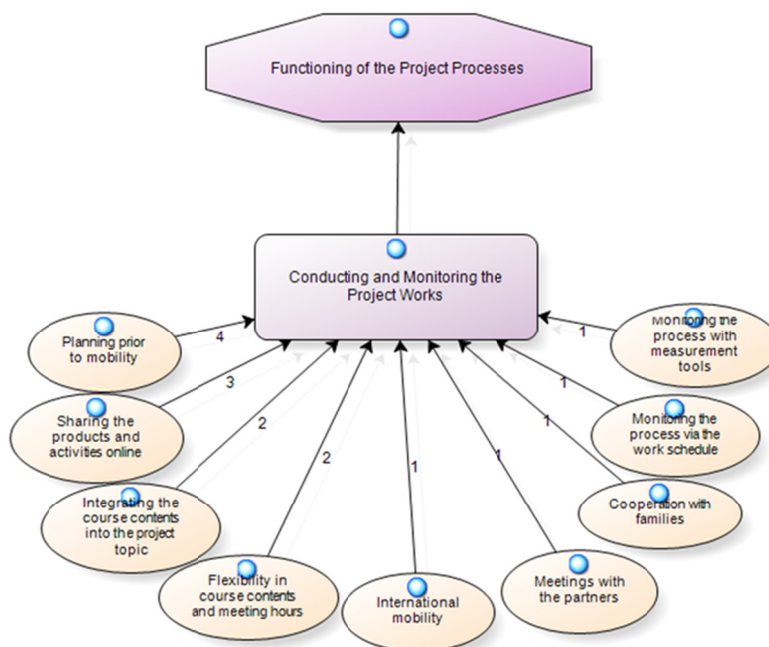 Functioning of the Project Processes
Conducting and Monitoring the
Project Works
Planning prior
to mobility
4
Sharing the
products and
activities online
3
Integrating the
course contents
into the project
topic
2
Flexibility in
course contents
and meeting hours
2
International
mobility
1
Meetings with
the partners
1
Cooperation with
families
1
Monitoring the
process via the
work schedule
1
Monitoring the
process with
measurement
tools
1